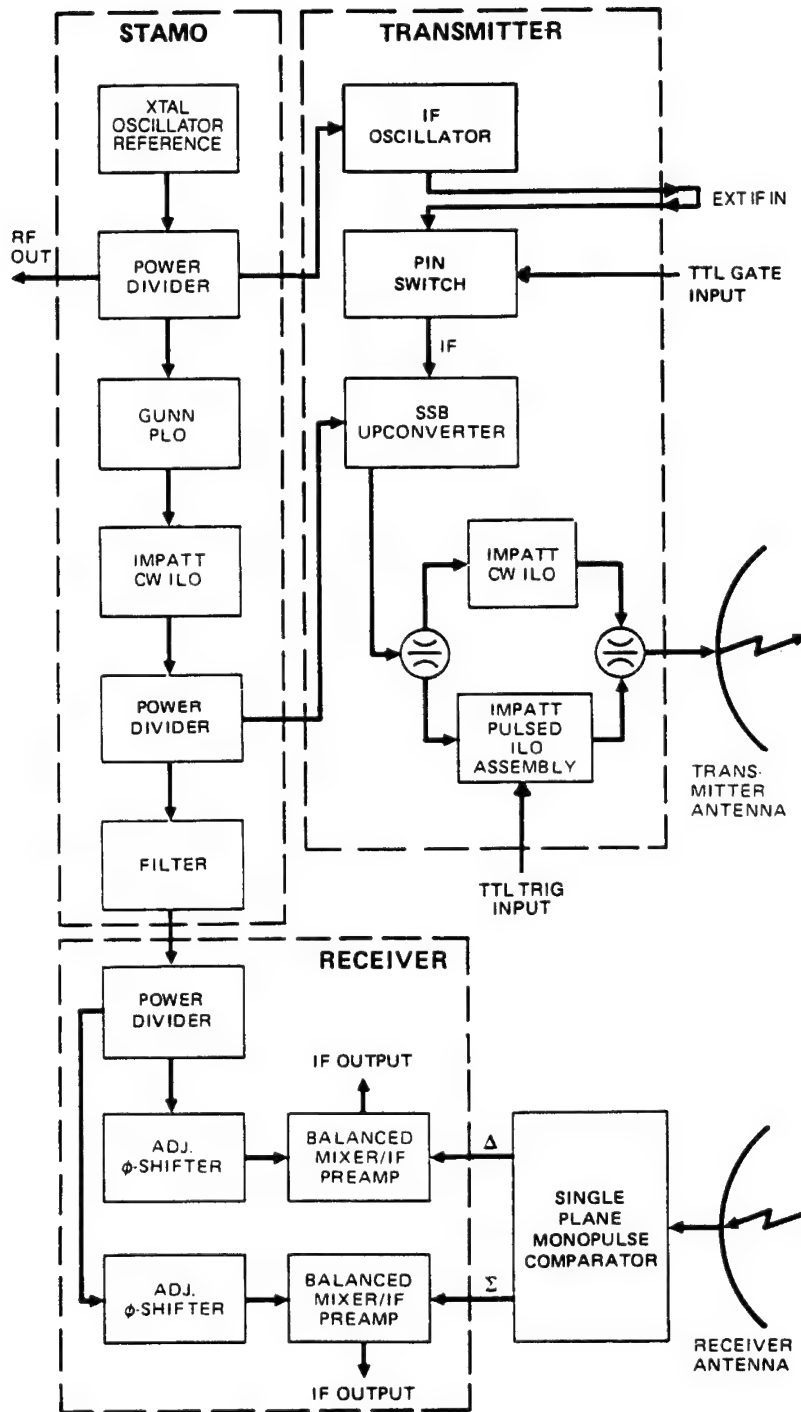 STAMO
TRANSMITTER
XTAL
OSCILLATOR
REFERENCE
IF
OSCILLATOR
EXT IF IN
RF
OUT
POWER
DIVIDER
PIN
SWITCH
TTL GATE
INPUT
IF
GUNN
PLO
SSB
UPCONVERTER
IMPATT
CW ILO
IMPATT
CW ILO
POWER
DIVIDER
IMPATT
PULSED
ILO
ASSEMBLY
TRANS-
MITTER
ANTENNA
FILTER
TTL TRIG
INPUT
RECEIVER
POWER
DIVIDER
IF OUTPUT
ADJ.
ϕ-SHIFTER
BALANCED
MIXER/IF
PREAMP
Δ
SINGLE
PLANE
MONOPULSE
COMPARATOR
ADJ.
ϕ-SHIFTER
BALANCED
MIXER/IF
PREAMP
Σ
RECEIVER
ANTENNA
IF OUTPUT